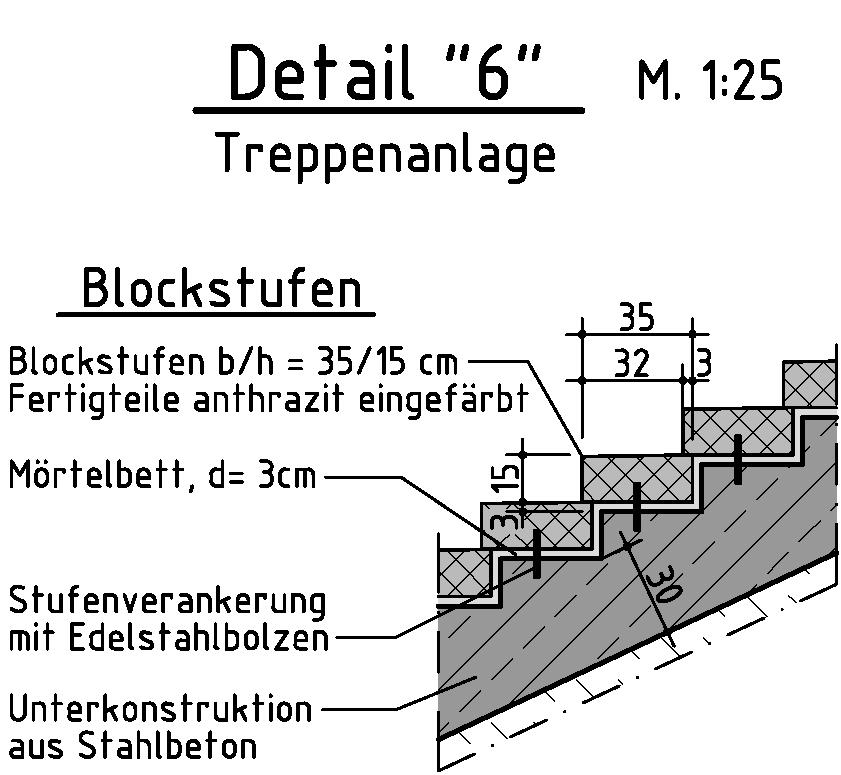 Detail "6" M. 1:25
Treppenanlage
Blockstufen
35
32 3
Blockstufen b/h = 35/15 cm
Fertigteile anthrazit eingefärbt
Mörtelbett, d= 3cm
15
3
30
Stufenverankerung
mit Edelstahlbolzen
Unterkonstruktion
aus Stahlbeton